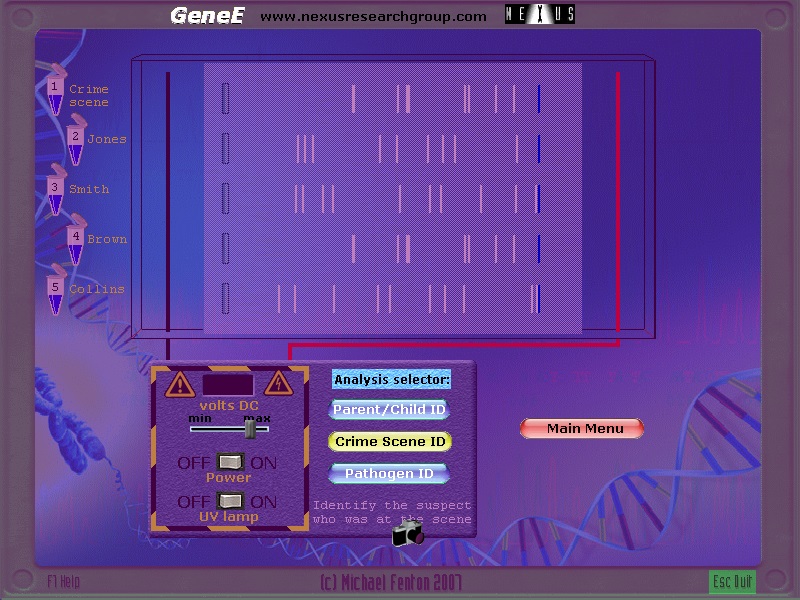 GeneE www.nexusresearchgroup.com NEXUS
1 Crime
scene
2 Jones
3 Smith
4 Brown
5 Collins
volts DC
min max
OFF ON
Power
OFF ON
UV lamp
Analysis selector:
Parent/Child ID
Crime Scene ID
Pathogen ID
Identify the suspect
who was at the scene
Main Menu
F1 Help
(c) Michael Fenton 2007
Esc Quit